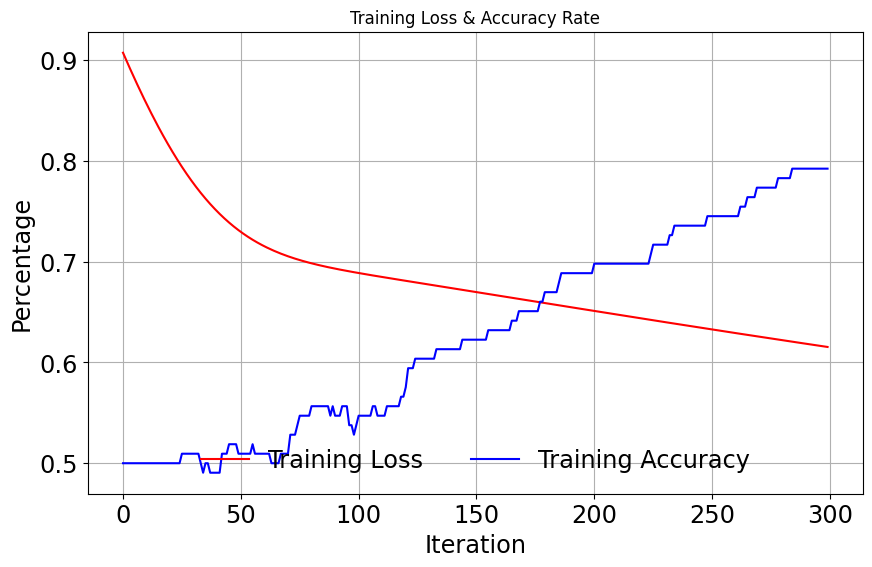 Training Loss & Accuracy Rate
Percentage
0.9
0.8
0.7
0.6
0.5
Training Loss
Training Accuracy
0 50 100 150 200 250 300
Iteration